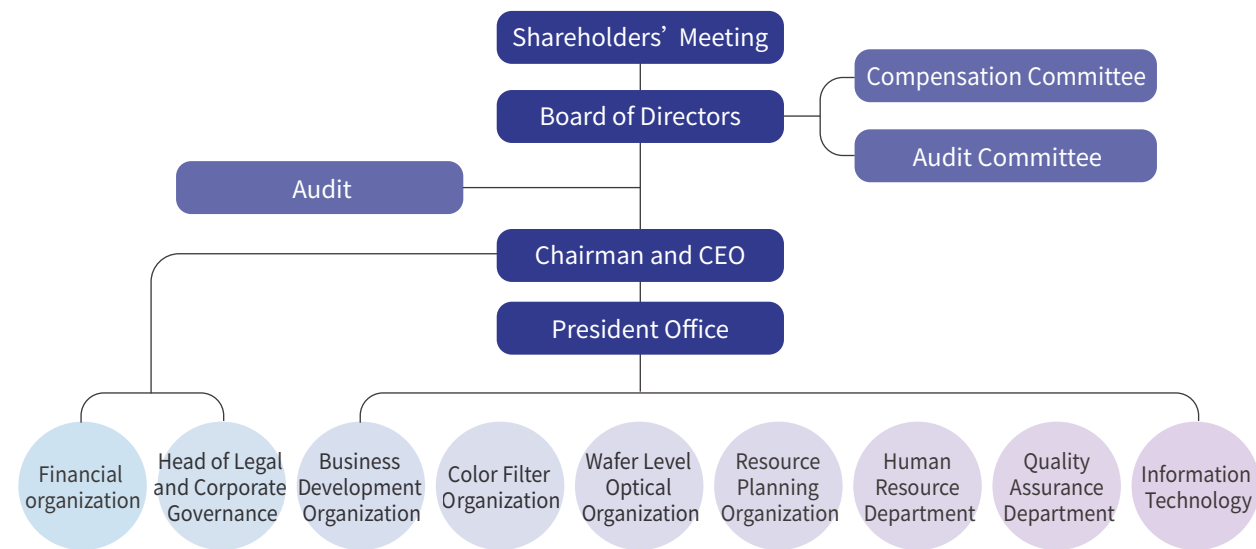 Shareholders’ Meeting
Compensation Committee
Board of Directors
Audit Committee
Audit
Chairman and CEO
President Office
Financial
organization
Head of Legal
and Corporate
Governance
Business
Development
Organization
Color Filter
Organization
Wafer Level
Optical
Organization
Resource
Planning
Organization
Human
Resource
Department
Quality
Assurance
Department
Information
Technology